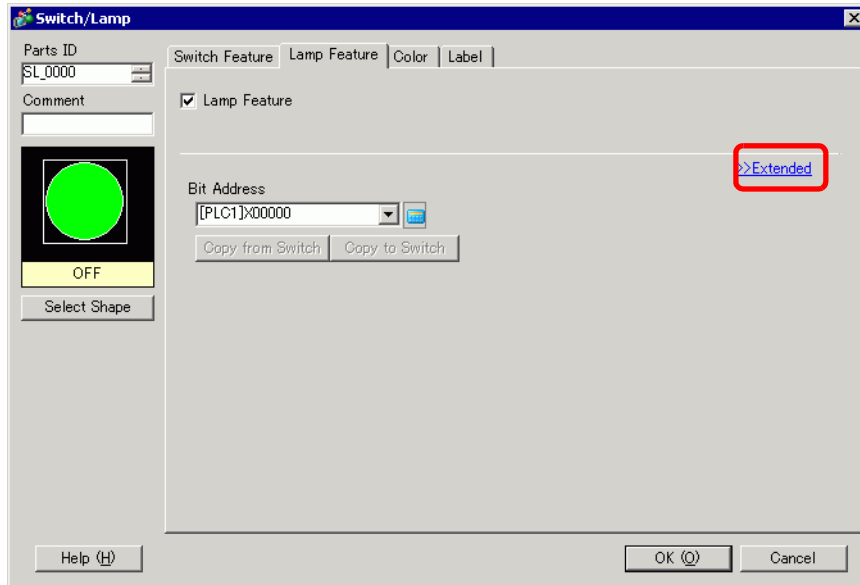 Switch/Lamp
Parts ID
SL_0000
Comment
OFF
Select Shape
Switch Feature Lamp Feature Color Label
Lamp Feature
>>Extended
Bit Address
[PLC1]X00000
Copy from Switch Copy to Switch
Help (H) OK (O) Cancel